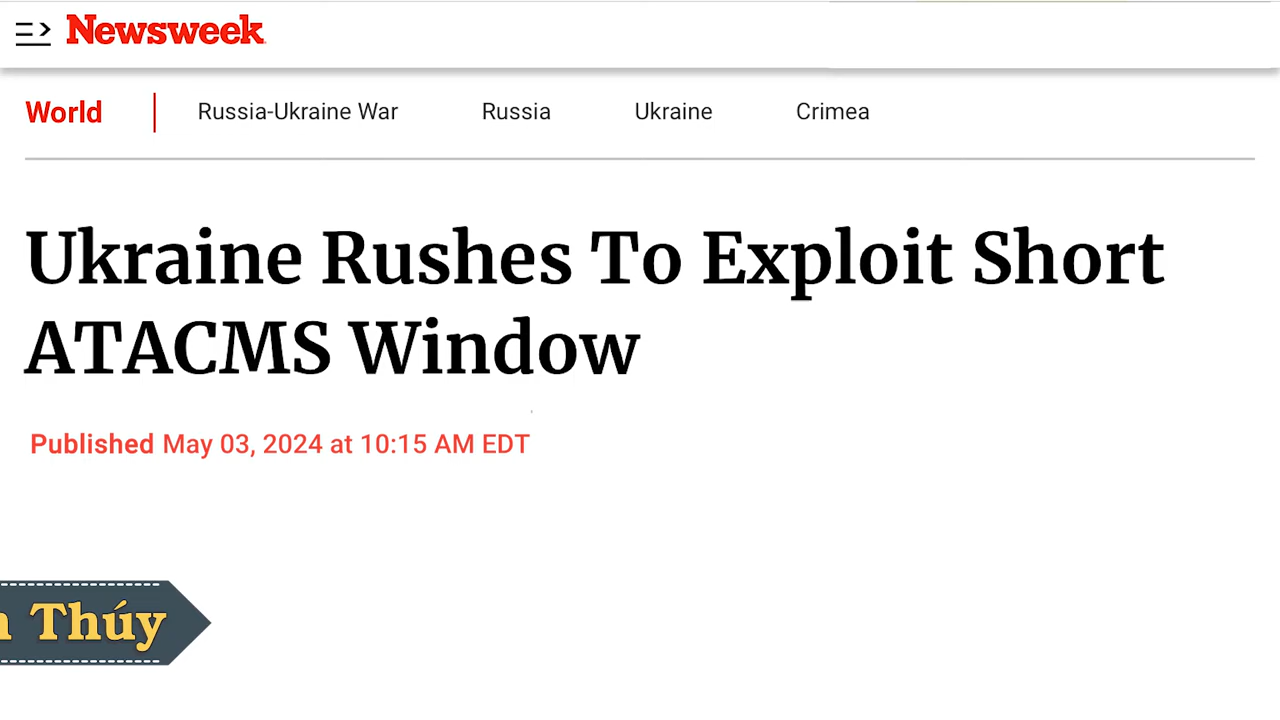 Newsweek
World Russia-Ukraine War Russia Ukraine Crimea
Ukraine Rushes To Exploit Short
ATACMS Window
Published May 03, 2024 at 10:15 AM EDT
Thúy